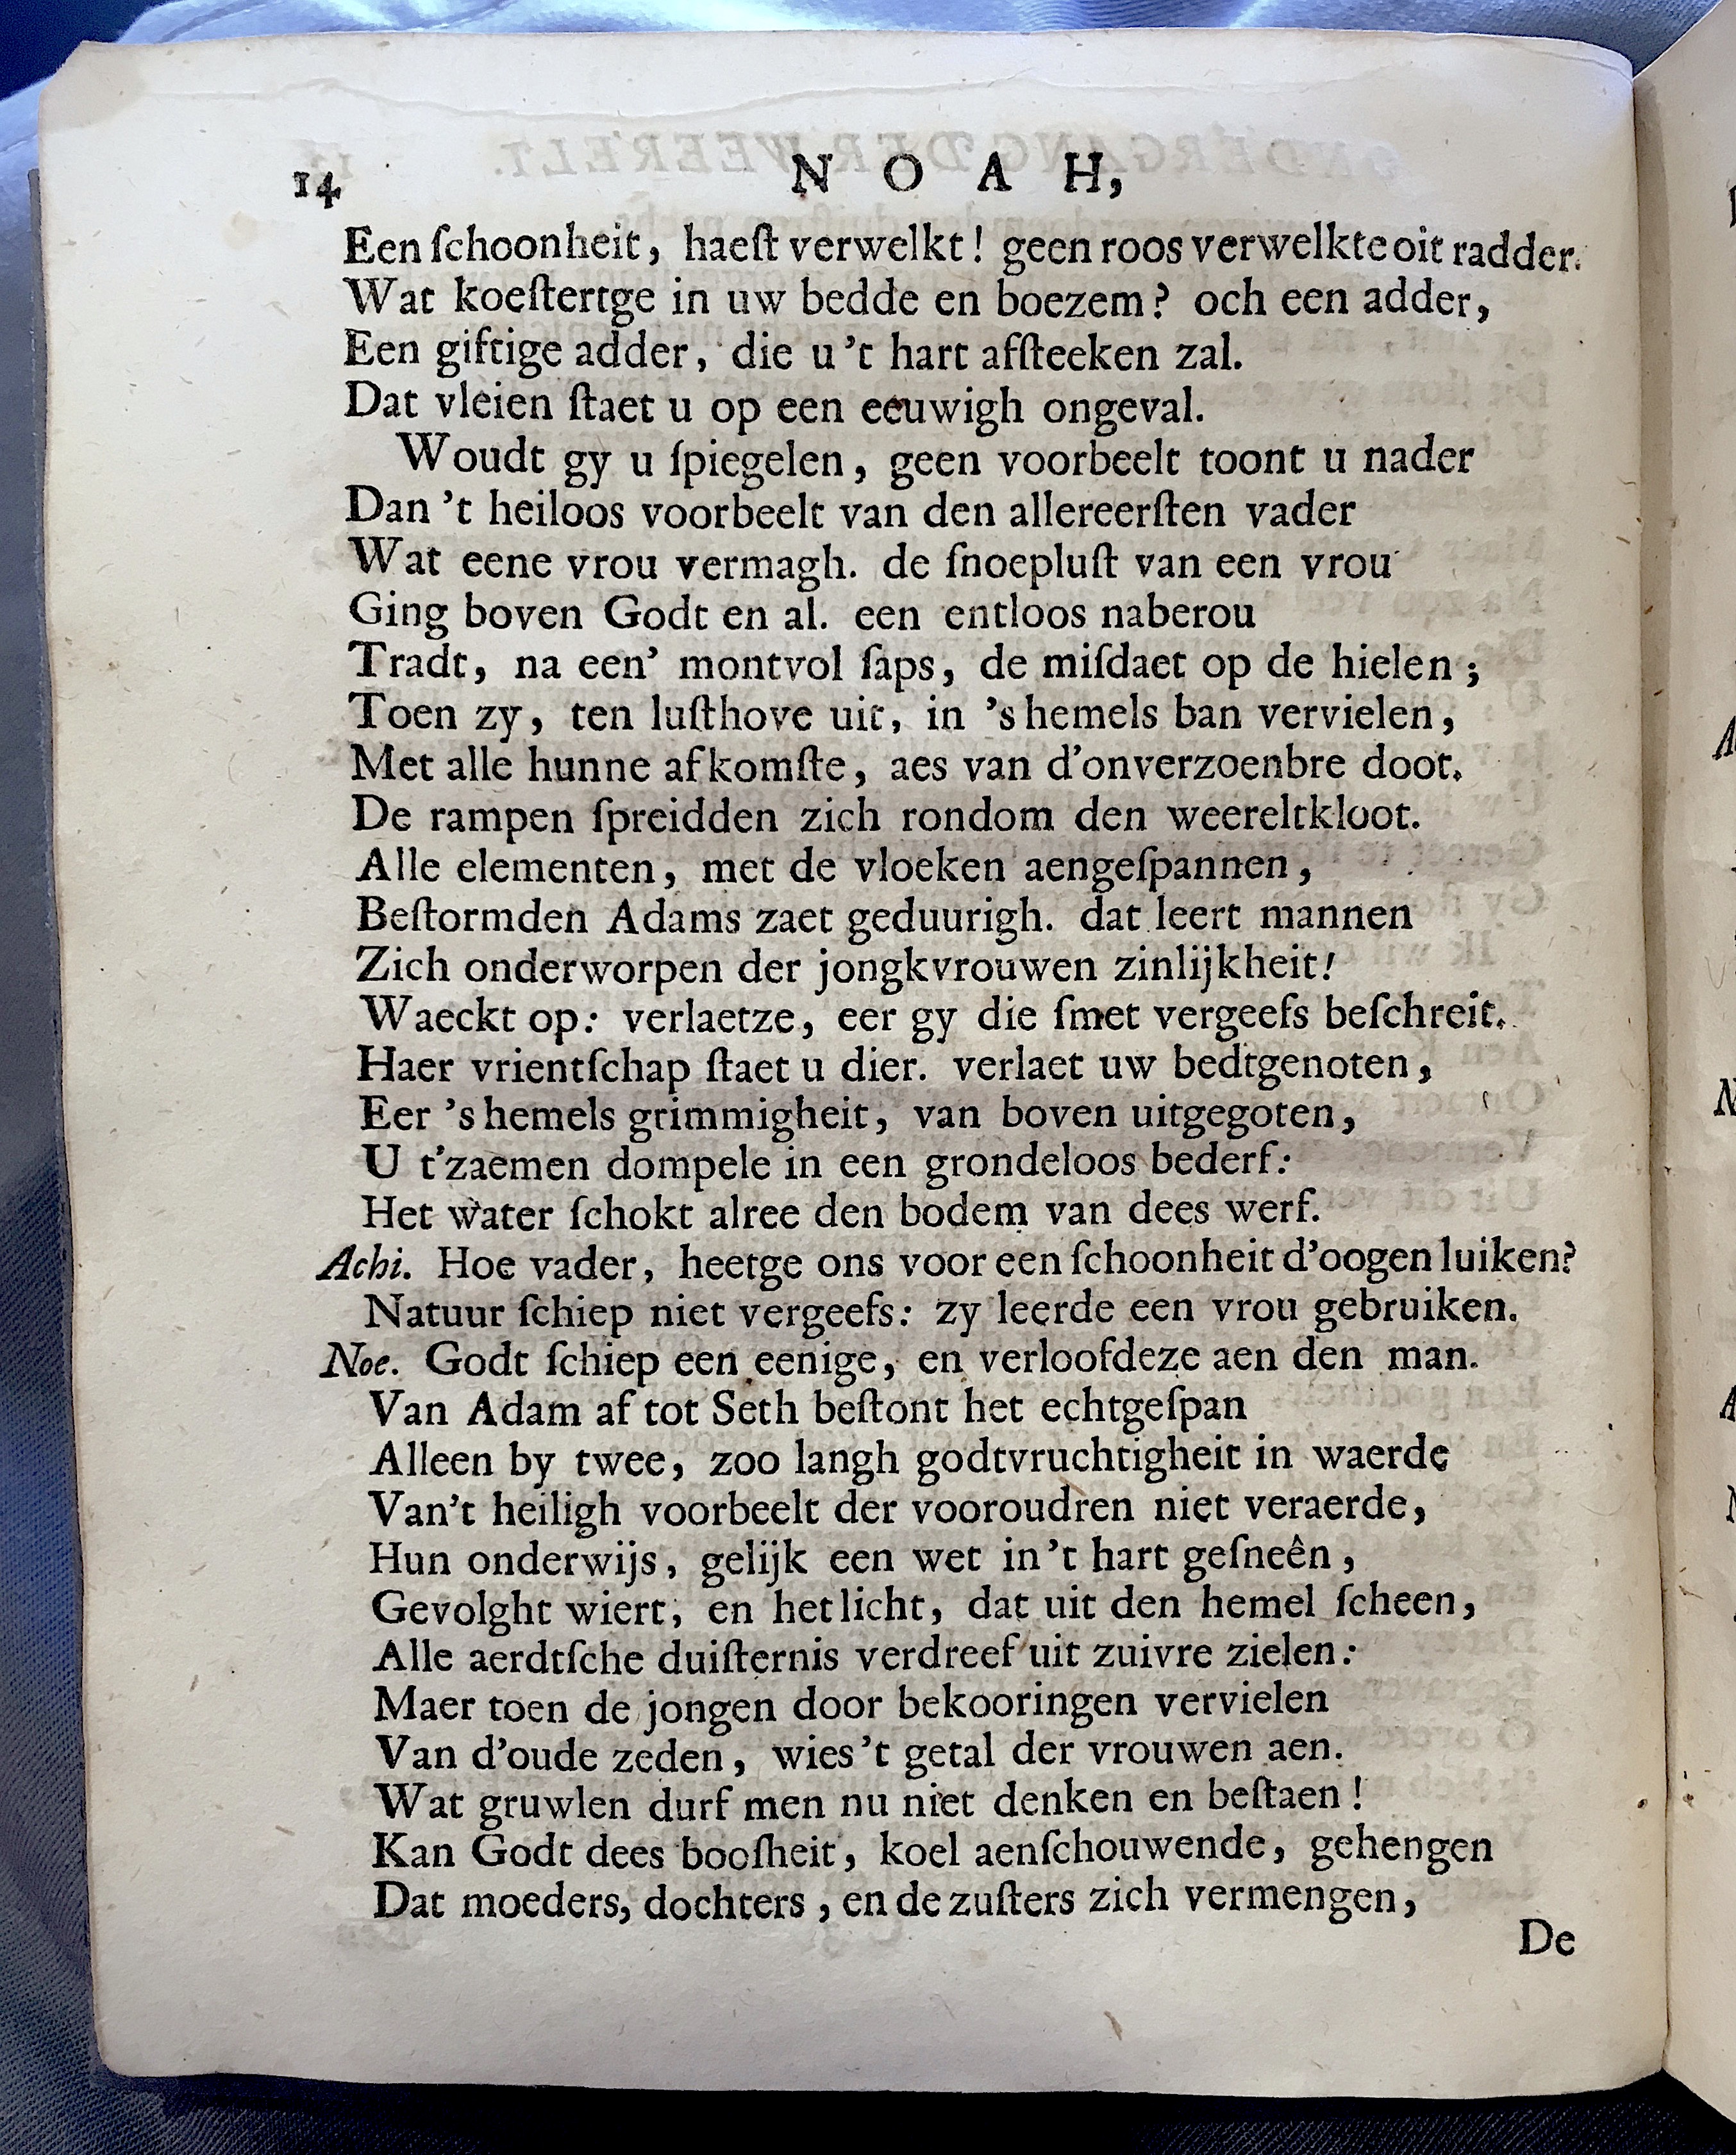 14 NOAH,
Een ſchoonheit, haeſt verwelkt! geen roos verwelkte oit radder.
Wat koeſtertge in uw bedde en boezem? och een adder,
Een giftige adder, die u 't hart afſteeken zal.
Dat vleien ſtaet u op een eeuwigh ongeval.
Woudt gy u ſpiegelen, geen voorbeelt toont u nader
Dan 't heiloos voorbeelt van den allereerſten vader
Wat eene vrou vermagh. de ſnoepluſt van een vrou
Ging boven Godt en al. een entloos naberou
Tradt, na een' montvol ſaps, de miſdaet op de hielen;
Toen zy, ten luſthove uit, in 's hemels ban vervielen,
Met alle hunne afkomſte, aes van d'onverzoenbre doot.
De rampen ſpreidden zich rondom den weereltkloot.
Alle elementen, met de vloeken aengeſpannen,
Beſtormden Adams zaet geduurigh. dat leert mannen
Zich onderworpen der jongkvrouwen zinlijkheit!
Waeckt op: verlaetze, eer gy die ſmet vergeefs beſchreit.
Haer vrientſchap ſtaet u dier. verlaet uw bedtgenoten,
Eer 's hemels grimmigheit, van boven uitgegoten,
U t'zaemen dompele in een grondeloos bederf:
Het water ſchokt alree den bodem van dees werf.
Achi. Hoe vader, heetge ons voor een ſchoonheit d'oogen luiken?
Natuur ſchiep niet vergeefs: zy leerde een vrou gebruiken.
Noe. Godt ſchiep een eenige, en verloofdeze aen den man.
Van Adam af tot Seth beſtont het echtgeſpan
Alleen by twee, zoo langh godtvruchtigheit in waerde
Van't heiligh voorbeelt der vooroudren niet veraerde,
Hun onderwijs, gelijk een wet in 't hart geſneên,
Gevolght wiert, en het licht, dat uit den hemel ſcheen,
Alle aerdtſche duiſternis verdreef uit zuivre zielen:
Maer toen de jongen door bekooringen vervielen
Van d'oude zeden, wies 't getal der vrouwen aen.
Wat gruwlen durf men nu niet denken en beſtaen!
Kan Godt dees booſheit, koel aenſchouwende, gehengen
Dat moeders, dochters, en de zuſters zich vermengen,
De